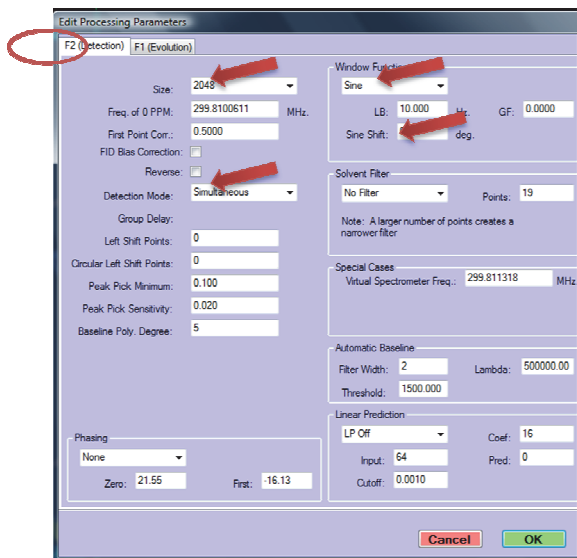 Edit Processing Parameters
F2 (Detection) F1 (Evolution)
Size: 2048
Freq. of 0 PPM: 299.8100611 MHz.
First Point Corr.: 0.5000
FID Bias Correction:
Reverse:
Detection Mode: Simultaneous
Group Delay:
Left Shift Points: 0
Circular Left Shift Points: 0
Peak Pick Minimum: 0.100
Peak Pick Sensitivity: 0.020
Baseline Poly. Degree: 5
Phasing
None
Zero: 21.55 First: -16.13
Window Function
Sine
LB: 10.000 Hz. GF: 0.0000
Sine Shift: deg.
Solvent Filter
No Filter Points: 19
Note: A larger number of points creates a
narrower filter
Special Cases
Virtual Spectrometer Freq.: 299.811318 MHz
Automatic Baseline
Filter Width: 2 Lambda: 500000.00
Threshold: 1500.000
Linear Prediction
LP Off Coef: 16
Input: 64 Pred: 0
Cutoff: 0.0010
Cancel OK